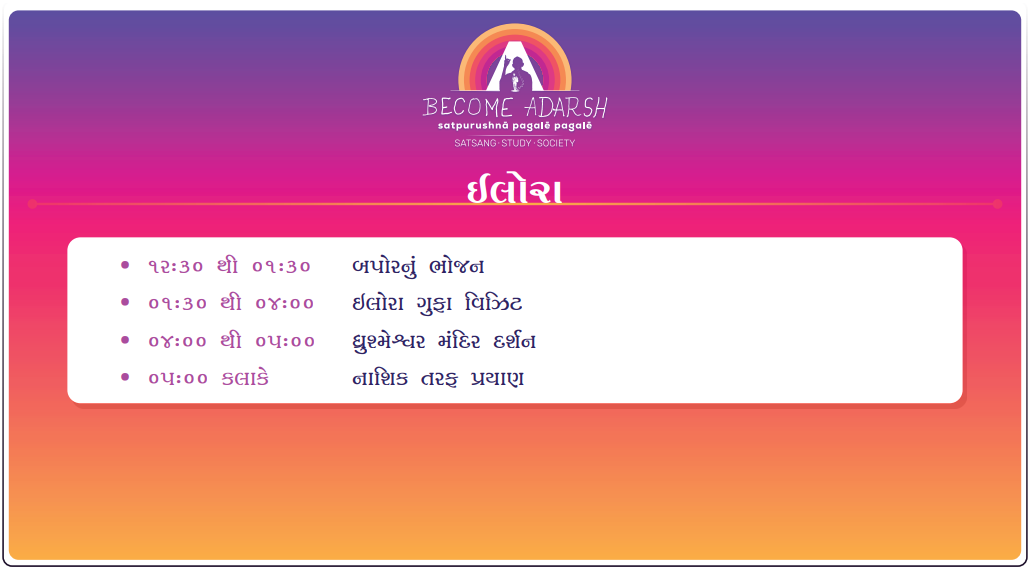 BECOME ADARSH
satpurushnā pagalē pagalē
SATSANG · STUDY · SOCIETY
ઈલોરા
• ૧૨:૩૦ થી ૦૧:૩૦ બપોરનું ભોજન
• ૦૧:૩૦ થી ૦૪:૦૦ ઈલોરા ગુફા વિઝિટ
• ૦૪:૦૦ થી ૦૫:૦૦ ઘ્રુશ્મેશ્વર મંદિર દર્શન
• ૦૫:૦૦ કલાકે નાશિક તરફ પ્રયાણ